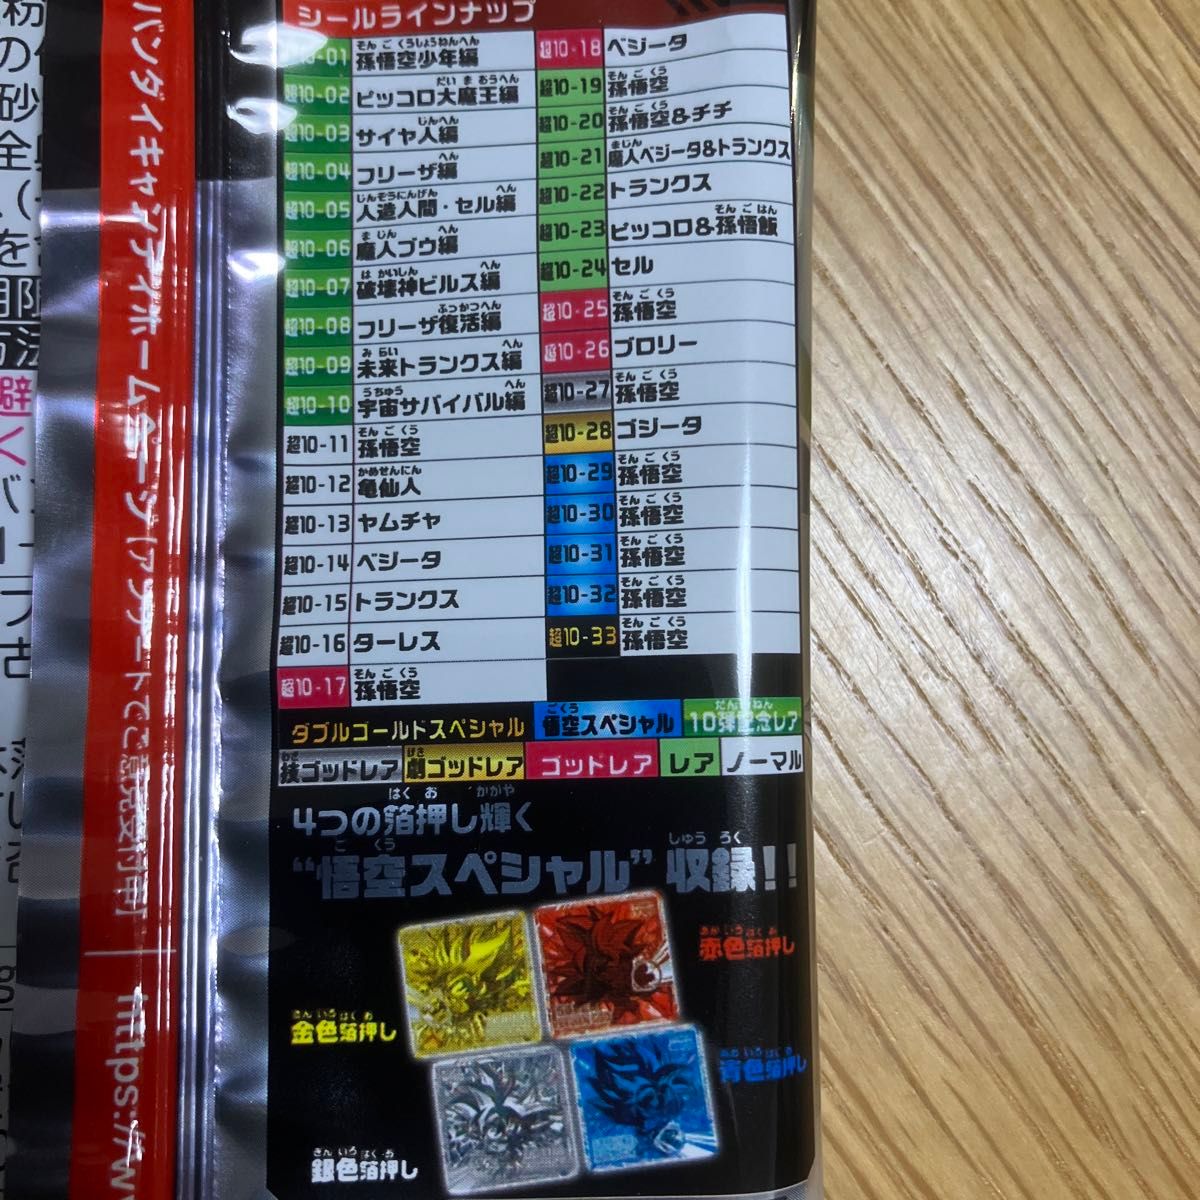 シールラインナップ
超10-01 孫悟空少年編
超10-02 ピッコロ大魔王編
超10-03 サイヤ人編
超10-04 フリーザ編
超10-05 人造人間・セル編
超10-06 魔人ブウ編
超10-07 破壊神ビルス編
超10-08 フリーザ復活編
超10-09 未来トランクス編
超10-10 宇宙サバイバル編
超10-11 孫悟空
超10-12 亀仙人
超10-13 ヤムチャ
超10-14 ベジータ
超10-15 トランクス
超10-16 ターレス
超10-17 孫悟空
超10-18 ベジータ
超10-19 孫悟空
超10-20 孫悟空&チチ
超10-21 魔人ベジータ&トランクス
超10-22 トランクス
超10-23 ピッコロ&孫悟飯
超10-24 セル
超10-25 孫悟空
超10-26 ブロリー
超10-27 孫悟空
超10-28 ゴジータ
超10-29 孫悟空
超10-30 孫悟空
超10-31 孫悟空
超10-32 孫悟空
超10-33 孫悟空
ダブルゴールドスペシャル 悟空スペシャル 10弾記念レア
技ゴッドレア 劇ゴッドレア ゴッドレア レア ノーマル
4つの箔押し輝く
“悟空スペシャル” 収録!!
赤色箔押し
金色箔押し
青色箔押し
銀色箔押し
バンダイキャンディホームページ(アンケートでご意見受付中)
https://w